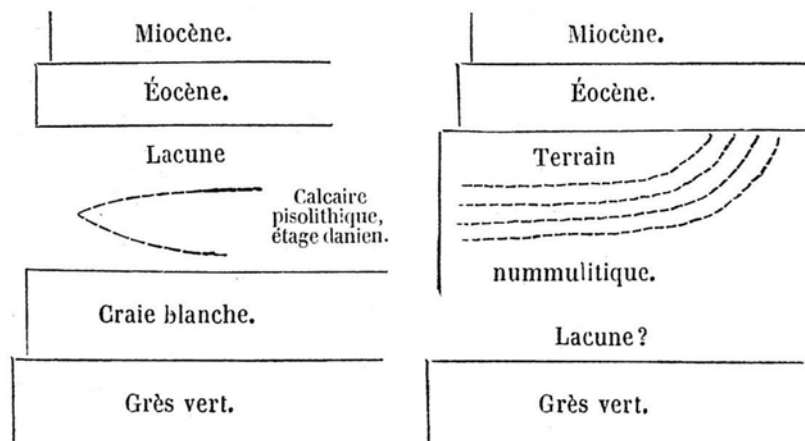 Miocène.
Éocène.
Lacune
Calcaire
pisolithique,
étage danien.
Craie blanche.
Grès vert.
Miocène.
Éocène.
Terrain
nummulitique.
Lacune?
Grès vert.